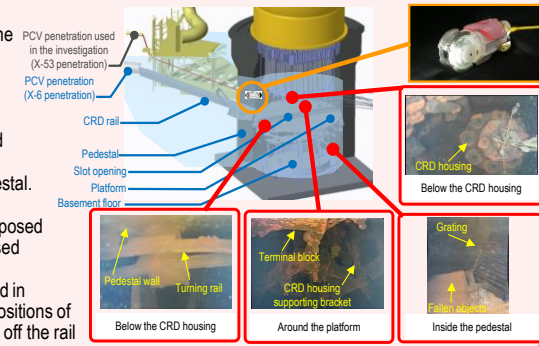 ne
PCV penetration used
in the investigation
(X-53 penetration)
PCV penetration
(X-6 penetration)
CRD rail
d
Pedestal
Slot opening
stal.
Platform
Basement floor
posed
sed
d in
ositions of
off the rail
CRD housing
Below the CRD housing
Pedestal wall
Turning rail
Below the CRD housing
Terminal block
CRD housing
supporting bracket
Around the platform
Grating
Fallen objects
Inside the pedestal